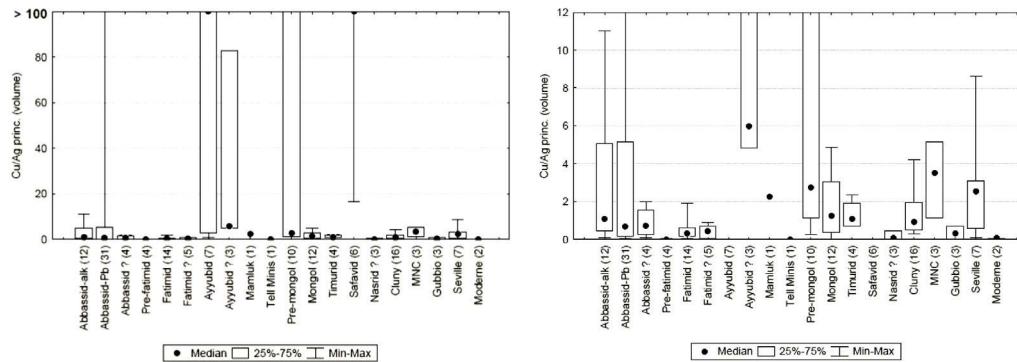 > 100
80
60
40
20
0
Cu/Ag princ. (volume)
Abbassid-alk (12)
Abbassid-Pb (31)
Abbassid ? (4)
Pre-fatimid (4)
Fatimid (14)
Fatimid ? (5)
Ayyubid (7)
Ayyubid ? (3)
Mamluk (1)
Tell Minis (1)
Pre-mongol (10)
Mongol (12)
Timurid (4)
Safavid (6)
Nasrid ? (3)
Cluny (16)
MNC (3)
Gubbio (3)
Seville (7)
Moderne (2)
Median 25%-75% Min-Max
12
10
8
6
4
2
0
Cu/Ag princ. (volume)
Abbassid-alk (12)
Abbassid-Pb (31)
Abbassid ? (4)
Pre-fatimid (4)
Fatimid (14)
Fatimid ? (5)
Ayyubid (7)
Ayyubid ? (3)
Mamluk (1)
Tell Minis (1)
Pre-mongol (10)
Mongol (12)
Timurid (4)
Safavid (6)
Nasrid ? (3)
Cluny (16)
MNC (3)
Gubbio (3)
Seville (7)
Moderne (2)
Median 25%-75% Min-Max